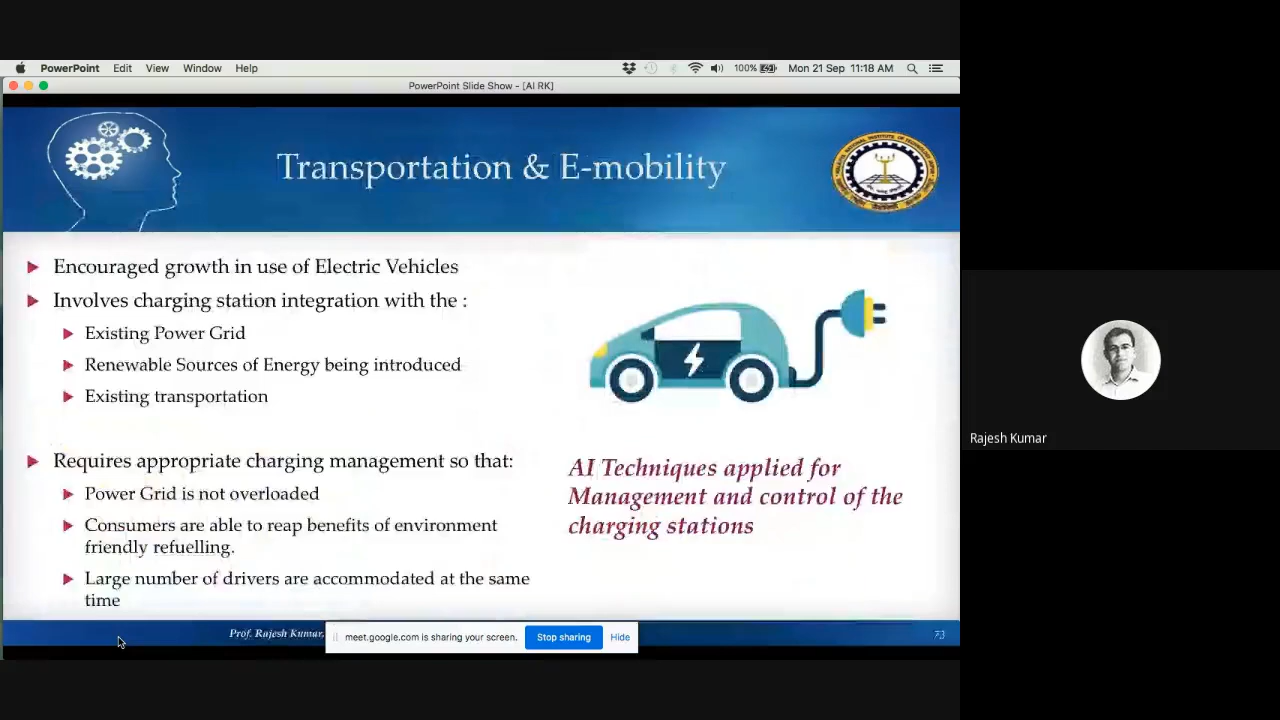 PowerPoint Edit View Window Help 100% Mon 21 Sep 11:18 AM
PowerPoint Slide Show - [AI RK]
Transportation & E-mobility
Encouraged growth in use of Electric Vehicles
Involves charging station integration with the :
Existing Power Grid
Renewable Sources of Energy being introduced
Existing transportation
Requires appropriate charging management so that:
Power Grid is not overloaded
Consumers are able to reap benefits of environment
friendly refuelling.
Large number of drivers are accommodated at the same
time
AI Techniques applied for
Management and control of the
charging stations
Prof. Rajesh Kumar,
meet.google.com is sharing your screen. Stop sharing Hide
73
Rajesh Kumar